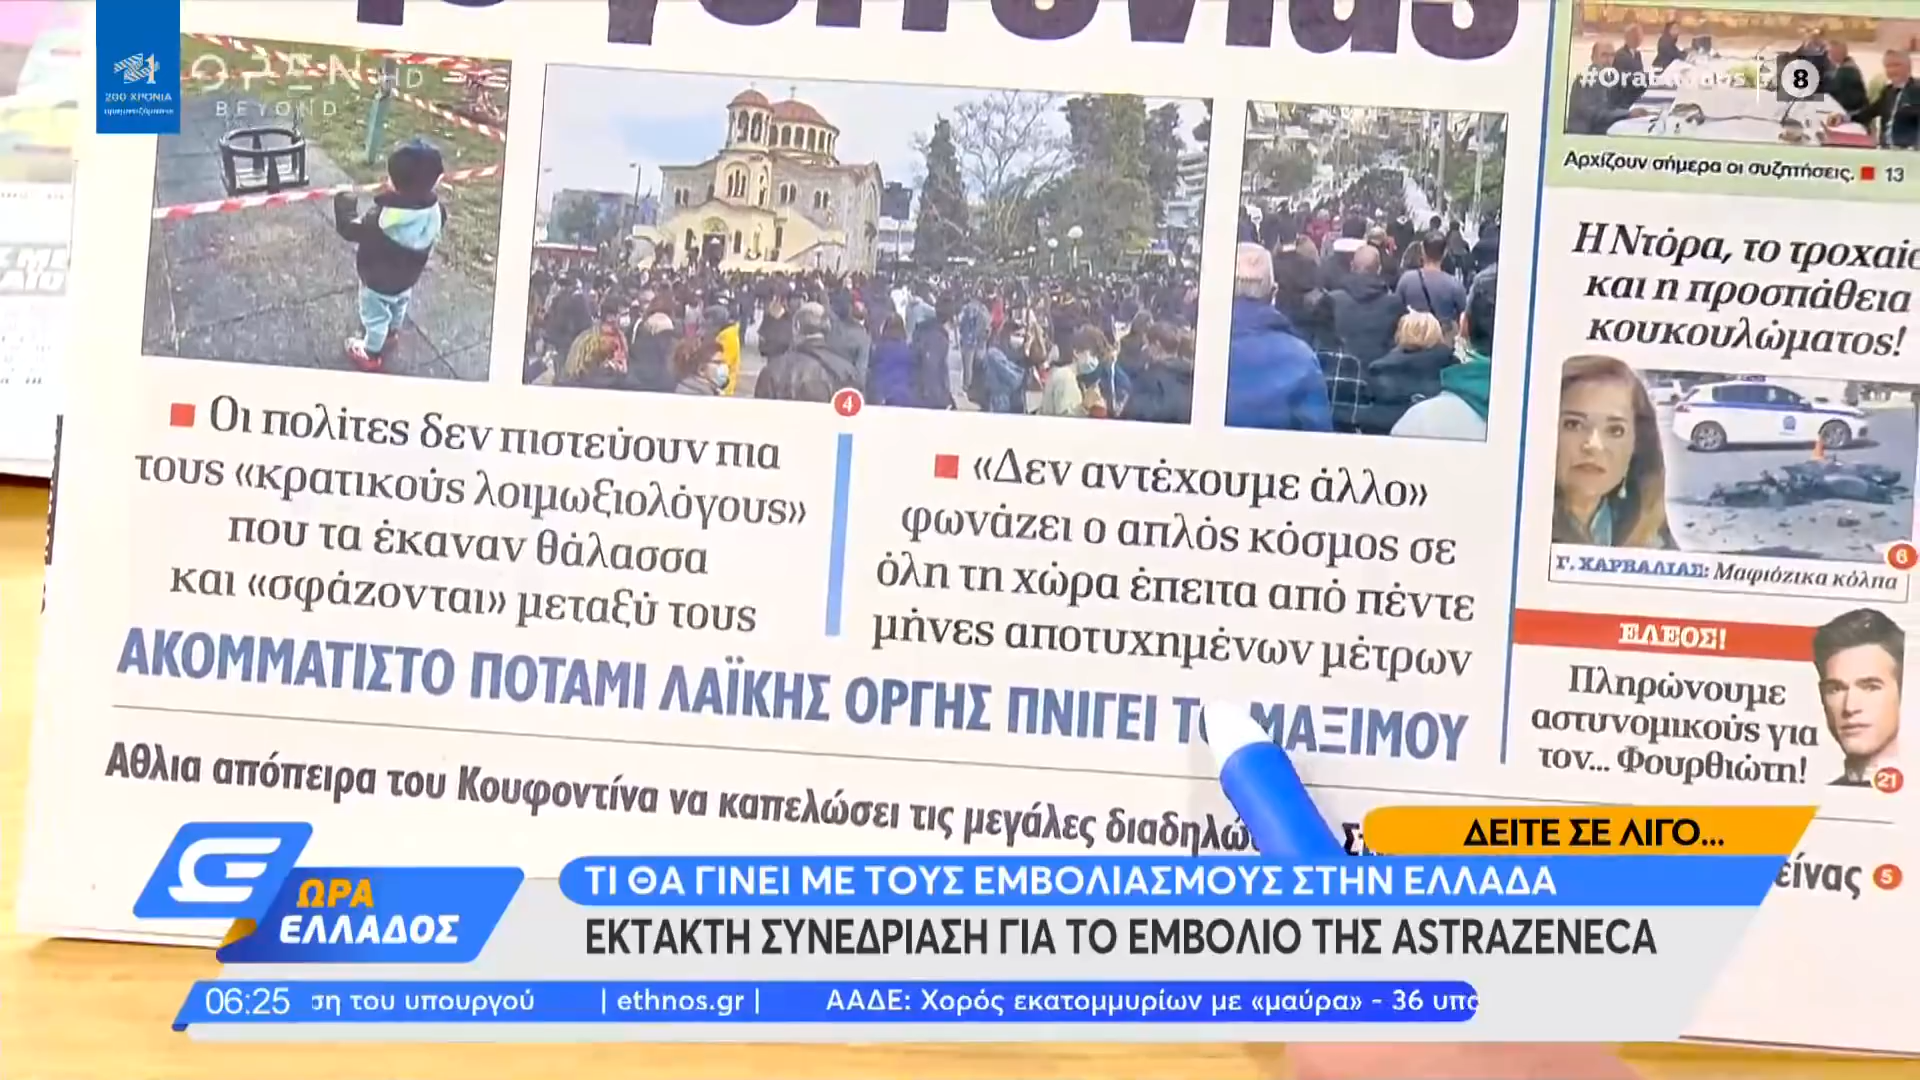 200 ΧΡΟΝΙΑ
OPEN HD
BEYOND
#OraEllados
8
Αρχίζουν σήμερα οι συζητήσεις. 13
Η Ντόρα, το τροχαίο
και η προσπάθεια
κουκουλώματος!
4
Οι πολίτες δεν πιστεύουν πια
τους «κρατικούς λοιμωξιολόγους»
που τα έκαναν θάλασσα
και «σφάζονται» μεταξύ τους
«Δεν αντέχουμε άλλο»
φωνάζει ο απλός κόσμος σε
όλη τη χώρα έπειτα από πέντε
μήνες αποτυχημένων μέτρων
6
Γ. ΧΑΡΒΑΛΙΑΣ: Μαφιόζικα κόλπα
ΕΛΕΟΣ!
Πληρώνουμε
αστυνομικούς για
τον... Φουρθιώτη!
21
ΑΚΟΜΜΑΤΙΣΤΟ ΠΟΤΑΜΙ ΛΑΪΚΗΣ ΟΡΓΗΣ ΠΝΙΓΕΙ ΤΟ ΜΑΞΙΜΟΥ
Αθλια απόπειρα του Κουφοντίνα να καπελώσει τις μεγάλες
5
ΔΕΙΤΕ ΣΕ ΛΙΓΟ...
ΩΡΑ
ΕΛΛΑΔΟΣ
ΤΙ ΘΑ ΓΙΝΕΙ ΜΕ ΤΟΥΣ ΕΜΒΟΛΙΑΣΜΟΥΣ ΣΤΗΝ ΕΛΛΑΔΑ
ΕΚΤΑΚΤΗ ΣΥΝΕΔΡΙΑΣΗ ΓΙΑ ΤΟ ΕΜΒΟΛΙΟ ΤΗΣ ASTRAZENECA
06:25 ση του υπουργού | ethnos.gr | ΑΑΔΕ: Χορός εκατομμυρίων με «μαύρα» - 36 υπο